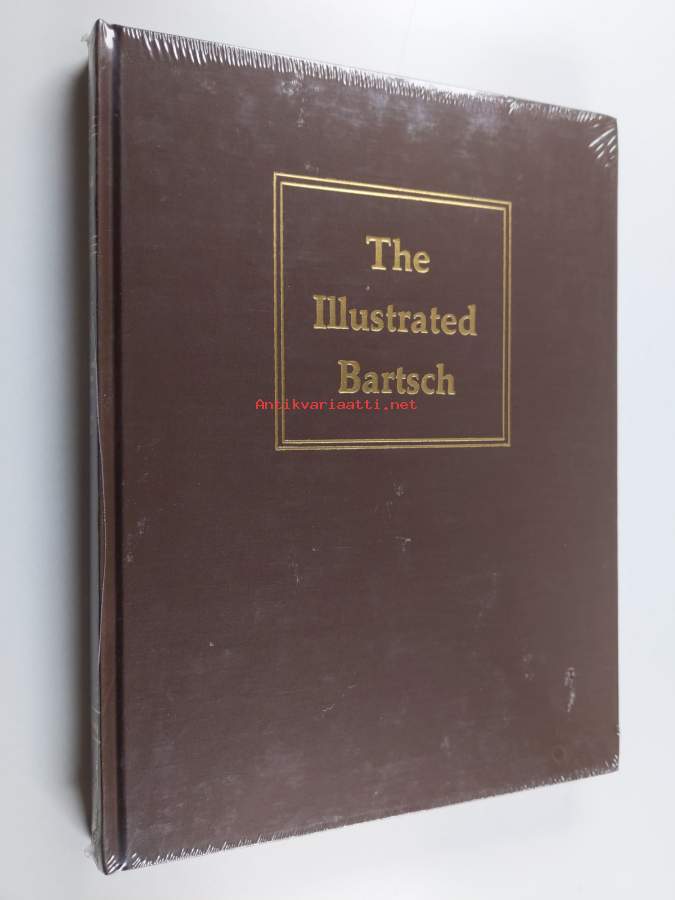 The
Illustrated
Bartsch
Antikvariaatti.net